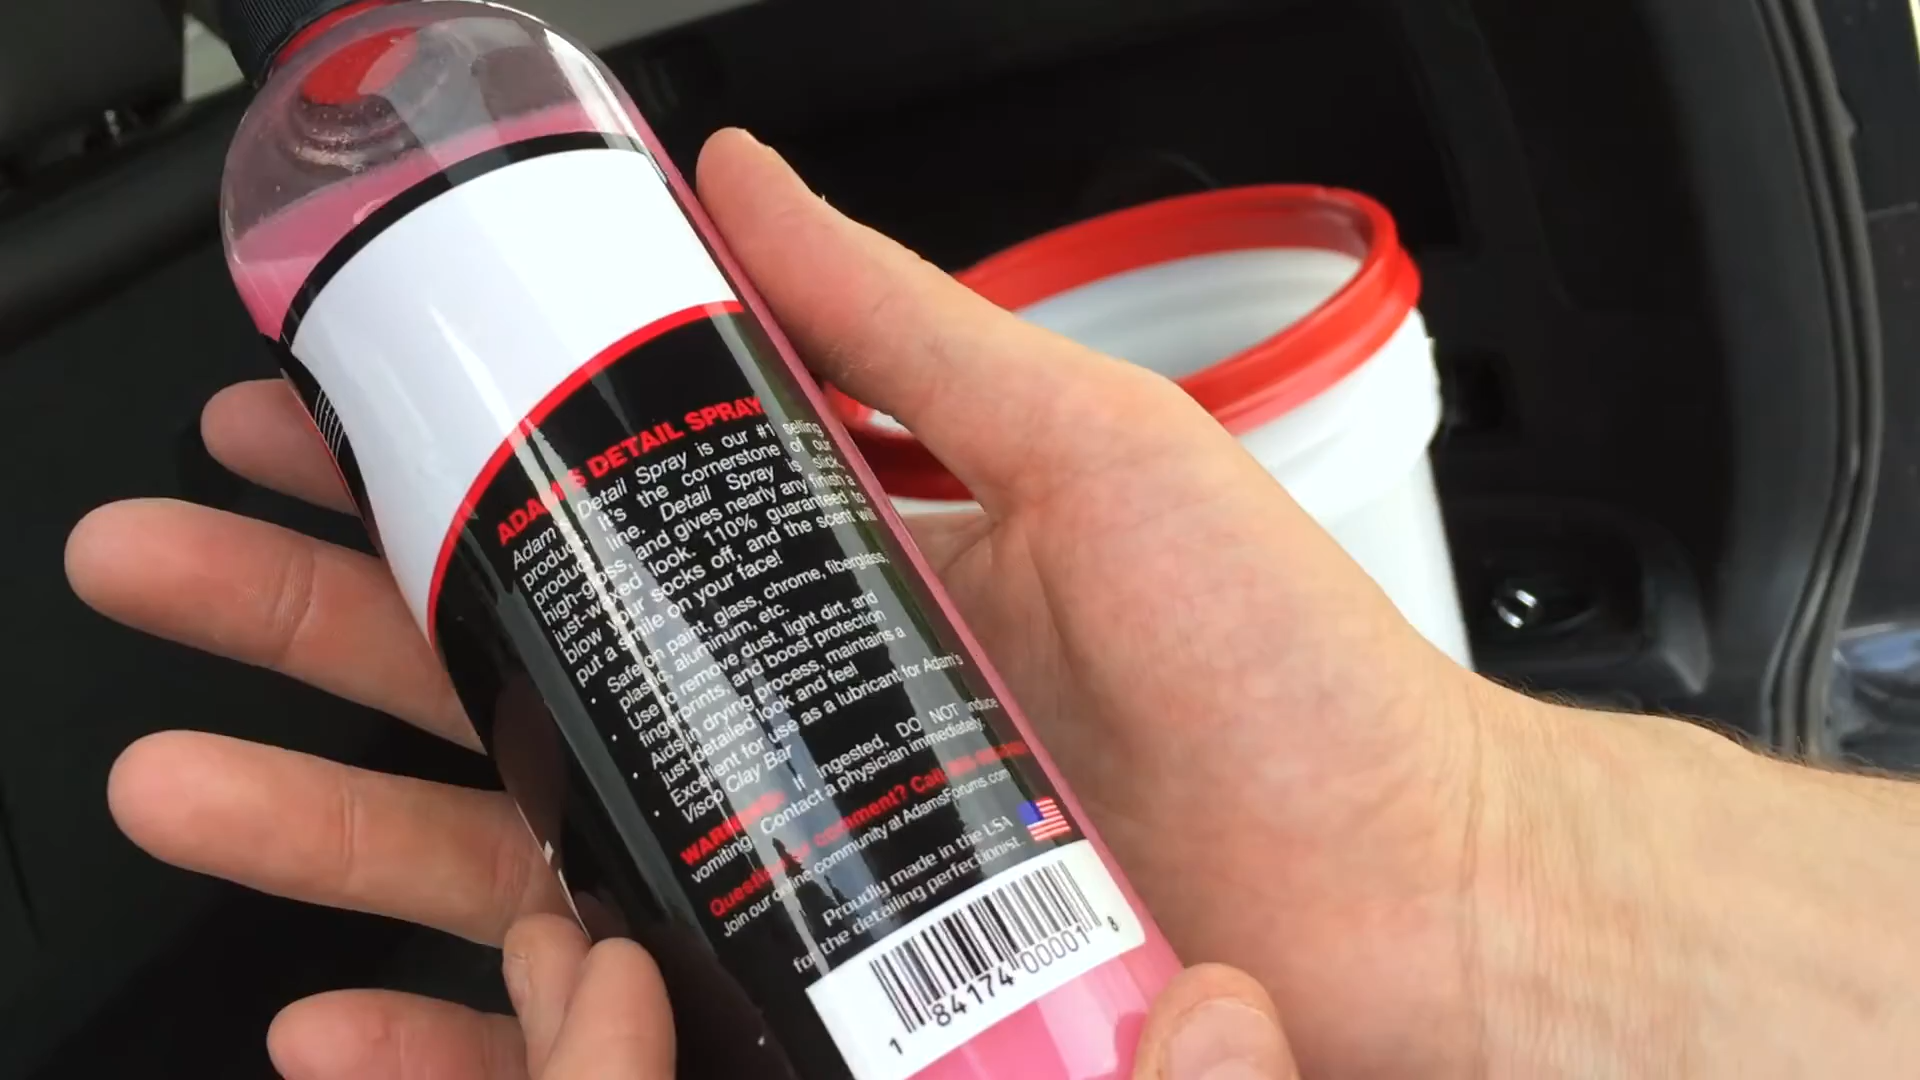 ADAM'S DETAIL SPRAY
Adam's Detail Spray is our #1 selling
product. It's the cornerstone of our
product line. Detail Spray is slick,
high-gloss, and gives nearly any finish a
just-waxed look. 110% guaranteed to
blow your socks off, and the scent will
put a smile on your face!
• Safe on paint, glass, chrome, fiberglass,
plastic, aluminum, etc.
• Use to remove dust, light dirt, and
fingerprints, and boost protection
• Aids in drying process, maintains a
just-detailed look and feel
• Excellent for use as a lubricant for Adam's
Visco Clay Bar
WARNING: If ingested, DO NOT induce
vomiting. Contact a physician immediately.
Question or comment? Call
Join our online community at AdamsForums.com
Proudly made in the USA
for the detailing perfectionist.
1 84174 00001 8